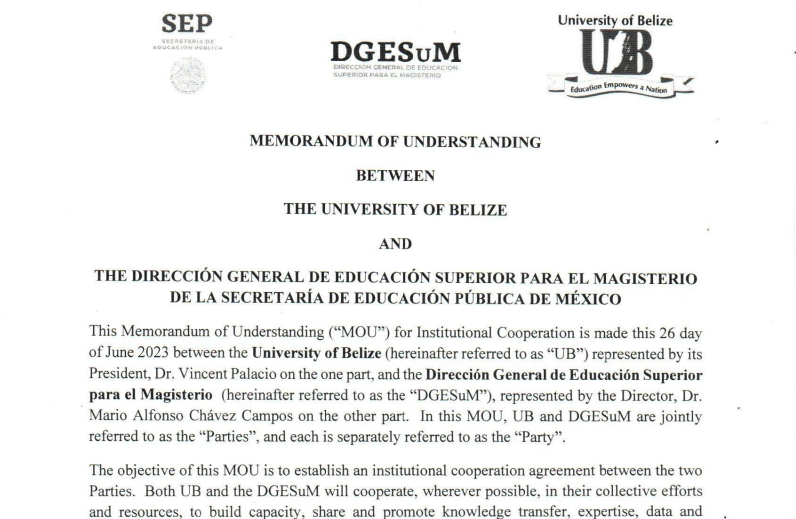 SEP
SECRETARÍA DE
EDUCACIÓN PÚBLICA
DGESuM
DIRECCIÓN GENERAL DE EDUCACIÓN
SUPERIOR PARA EL MAGISTERIO
University of Belize
UB
Education Empowers a Nation
MEMORANDUM OF UNDERSTANDING
BETWEEN
THE UNIVERSITY OF BELIZE
AND
THE DIRECCIÓN GENERAL DE EDUCACIÓN SUPERIOR PARA EL MAGISTERIO
DE LA SECRETARÍA DE EDUCACIÓN PÚBLICA DE MÉXICO
This Memorandum of Understanding (“MOU”) for Institutional Cooperation is made this 26 day
of June 2023 between the University of Belize (hereinafter referred to as “UB”) represented by its
President, Dr. Vincent Palacio on the one part, and the Dirección General de Educación Superior
para el Magisterio (hereinafter referred to as the “DGESuM”), represented by the Director, Dr.
Mario Alfonso Chávez Campos on the other part. In this MOU, UB and DGESuM are jointly
referred to as the “Parties”, and each is separately referred to as the “Party”.
The objective of this MOU is to establish an institutional cooperation agreement between the two
Parties. Both UB and the DGESuM will cooperate, wherever possible, in their collective efforts
and resources, to build capacity, share and promote knowledge transfer, expertise, data and